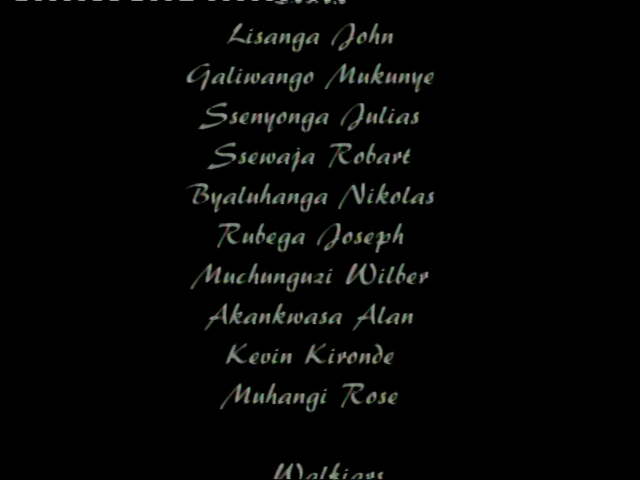 Lisanga John
Galiwango Mukunye
Ssenyonga Julias
Ssewaja Robart
Byaluhanga Nikolas
Rubega Joseph
Muchunguzi Wilber
Akankwasa Alan
Kevin Kironde
Muhangi Rose